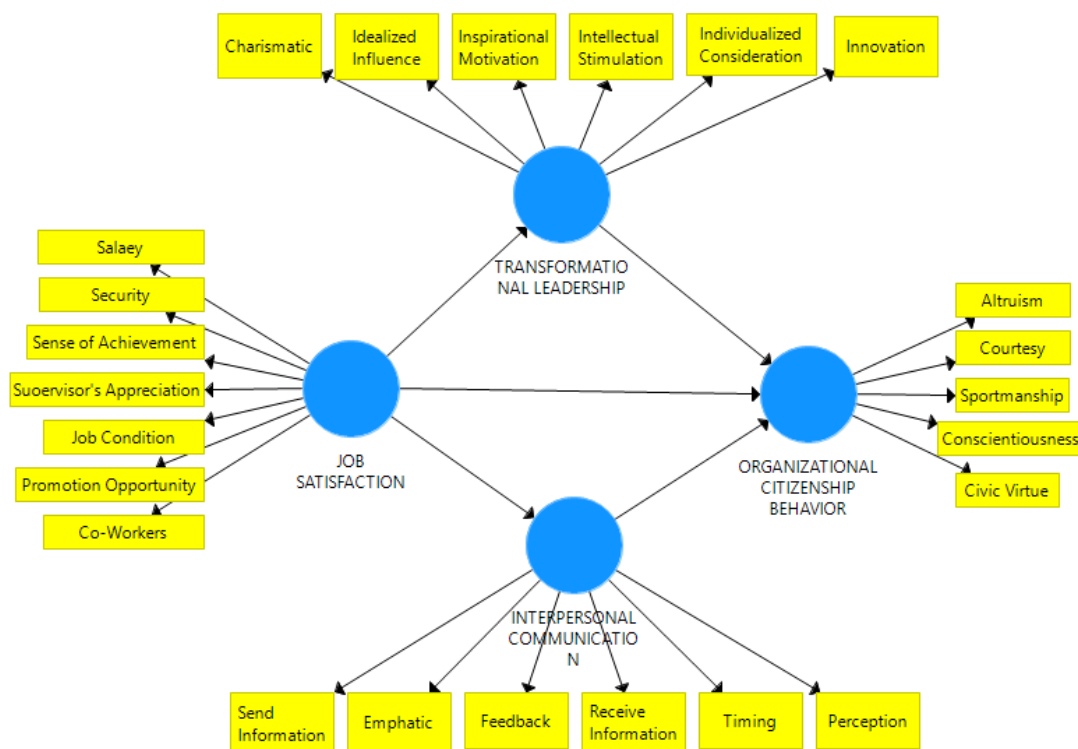 Charismatic
Idealized
Influence
Inspirational
Motivation
Intellectual
Stimulation
Individualized
Consideration
Innovation
TRANSFORMATIO
NAL LEADERSHIP
Salaey
Security
Sense of Achievement
Suoervisor's Appreciation
Job Condition
Promotion Opportunity
Co-Workers
JOB
SATISFACTION
Altruism
Courtesy
Sportmanship
Conscientiousness
Civic Virtue
ORGANIZATIONAL
CITIZENSHIP
BEHAVIOR
INTERPERSONAL
COMMUNICATIO
N
Send
Information
Emphatic
Feedback
Receive
Information
Timing
Perception